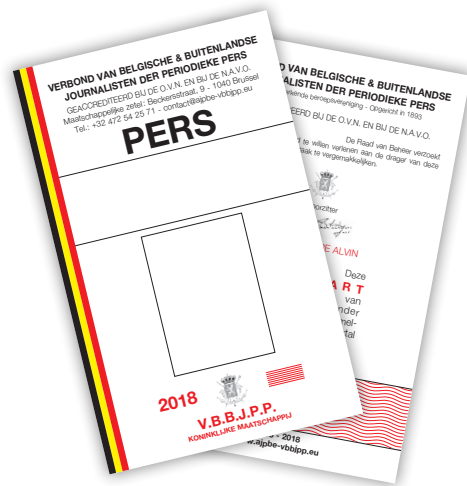 VERBOND VAN BELGISCHE & BUITENLANDSE
JOURNALISTEN DER PERIODIEKE PERS
GEACCREDITEERD BIJ DE O.V.N. EN BIJ DE N.A.V.O.
Maatschappelijke zetel: Beckersstraat, 9 - 1040 Brussel
Tel.: +32 472 54 25 71 - contact@ajpbe-vbbjpp.eu
PERS
2018
V.B.B.J.P.P.
KONINKLIJKE MAATSCHAPPIJ
VAN BELGISCHE & BUITENLANDSE
DER PERIODIEKE PERS
beroepsvereniging - Opgericht in 1893
BIJ DE O.V.N. EN BIJ DE N.A.V.O.
De Raad van Beheer verzoekt
te willen verlenen aan de drager van deze
te vergemakkelijken.
ALVIN
Deze
van
- 2018
www.ajpbe-vbbjpp.eu